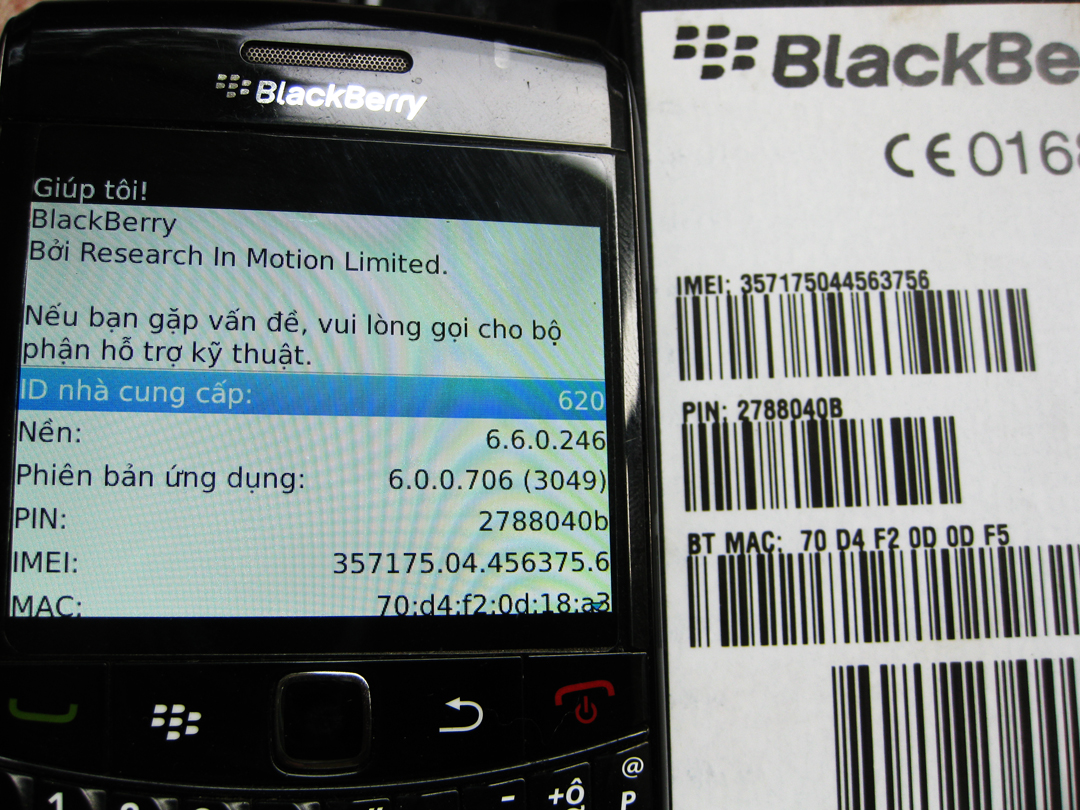 BlackBerry
Giúp tôi!
BlackBerry
Bởi Research In Motion Limited.
Nếu bạn gặp vấn đề, vui lòng gọi cho bộ
phận hỗ trợ kỹ thuật.
ID nhà cung cấp: 620
Nền: 6.6.0.246
Phiên bản ứng dụng: 6.0.0.706 (3049)
PIN: 2788040b
IMEI: 357175.04.456375.6
MAC: 70:d4:f2:0d:18:a3
1
-
+Ô
@
P
BlackBe
CE 0168
IMEI: 357175044563756
PIN: 2788040B
BT MAC: 70 D4 F2 0D 0D F5